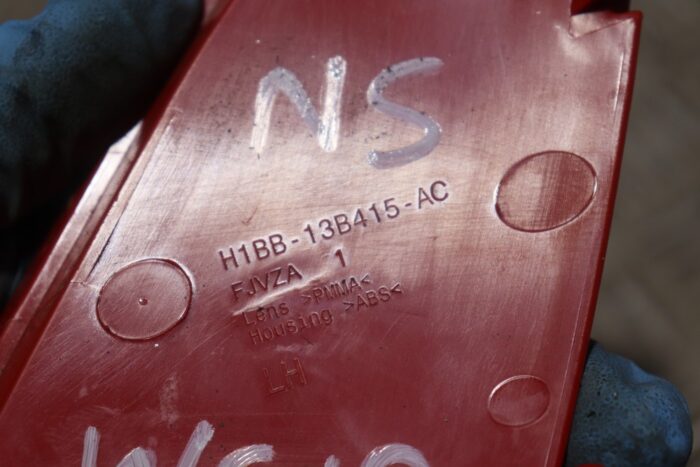 NS
H1BB-13B415-AC
FJVZA 1
Lens >PMMA<
Housing >ABS<
LH